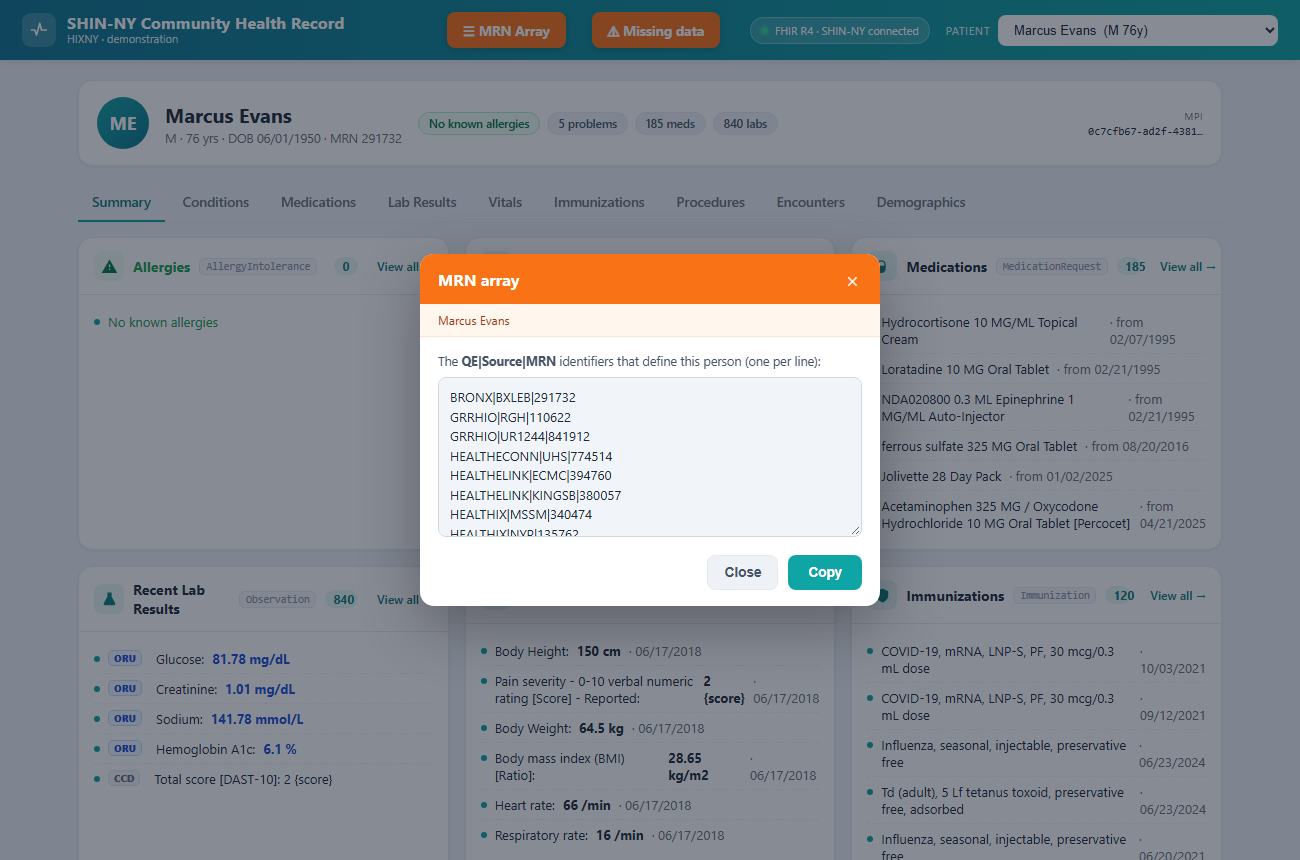 SHIN-NY Community Health Record
HIXNY · demonstration
☰ MRN Array
⚠ Missing data
FHIR R4 · SHIN-NY connected
PATIENT
Marcus Evans (M 76y)
ME
Marcus Evans
M · 76 yrs · DOB 06/01/1950 · MRN 291732
No known allergies
5 problems
185 meds
840 labs
MPI
0c7cfb67-ad2f-4381…
Summary
Conditions
Medications
Lab Results
Vitals
Immunizations
Procedures
Encounters
Demographics
Allergies
AllergyIntolerance
0
View all
No known allergies
MRN array
×
Marcus Evans
The QE|Source|MRN identifiers that define this person (one per line):
BRONX|BXLEB|291732
GRRHIO|RGH|110622
GRRHIO|UR1244|841912
HEALTHECONN|UHS|774514
HEALTHELINK|ECMC|394760
HEALTHELINK|KINGSB|380057
HEALTHIX|MSSM|340474
HEALTHIX|NYP|135762
Close
Copy
Medications
MedicationRequest
185
View all →
Hydrocortisone 10 MG/ML Topical
Cream
· from
02/07/1995
Loratadine 10 MG Oral Tablet · from 02/21/1995
NDA020800 0.3 ML Epinephrine 1
MG/ML Auto-Injector
· from
02/21/1995
ferrous sulfate 325 MG Oral Tablet · from 08/20/2016
Jolivette 28 Day Pack · from 01/02/2025
Acetaminophen 325 MG / Oxycodone
Hydrochloride 10 MG Oral Tablet [Percocet]
· from
04/21/2025
Recent Lab
Results
Observation
840
View all
ORU Glucose: 81.78 mg/dL
ORU Creatinine: 1.01 mg/dL
ORU Sodium: 141.78 mmol/L
ORU Hemoglobin A1c: 6.1 %
CCD Total score [DAST-10]: 2 {score}
Body Height: 150 cm · 06/17/2018
Pain severity - 0-10 verbal numeric
rating [Score] - Reported:
2
{score}
·
06/17/2018
Body Weight: 64.5 kg · 06/17/2018
Body mass index (BMI)
[Ratio]:
28.65
kg/m2
·
06/17/2018
Heart rate: 66 /min · 06/17/2018
Respiratory rate: 16 /min · 06/17/2018
Immunizations
Immunization
120
View all →
COVID-19, mRNA, LNP-S, PF, 30 mcg/0.3
mL dose
·
10/03/2021
COVID-19, mRNA, LNP-S, PF, 30 mcg/0.3
mL dose
·
09/12/2021
Influenza, seasonal, injectable, preservative
free
·
06/23/2024
Td (adult), 5 Lf tetanus toxoid, preservative
free, adsorbed
·
06/23/2024
Influenza, seasonal, injectable, preservative
free
·
06/20/2021